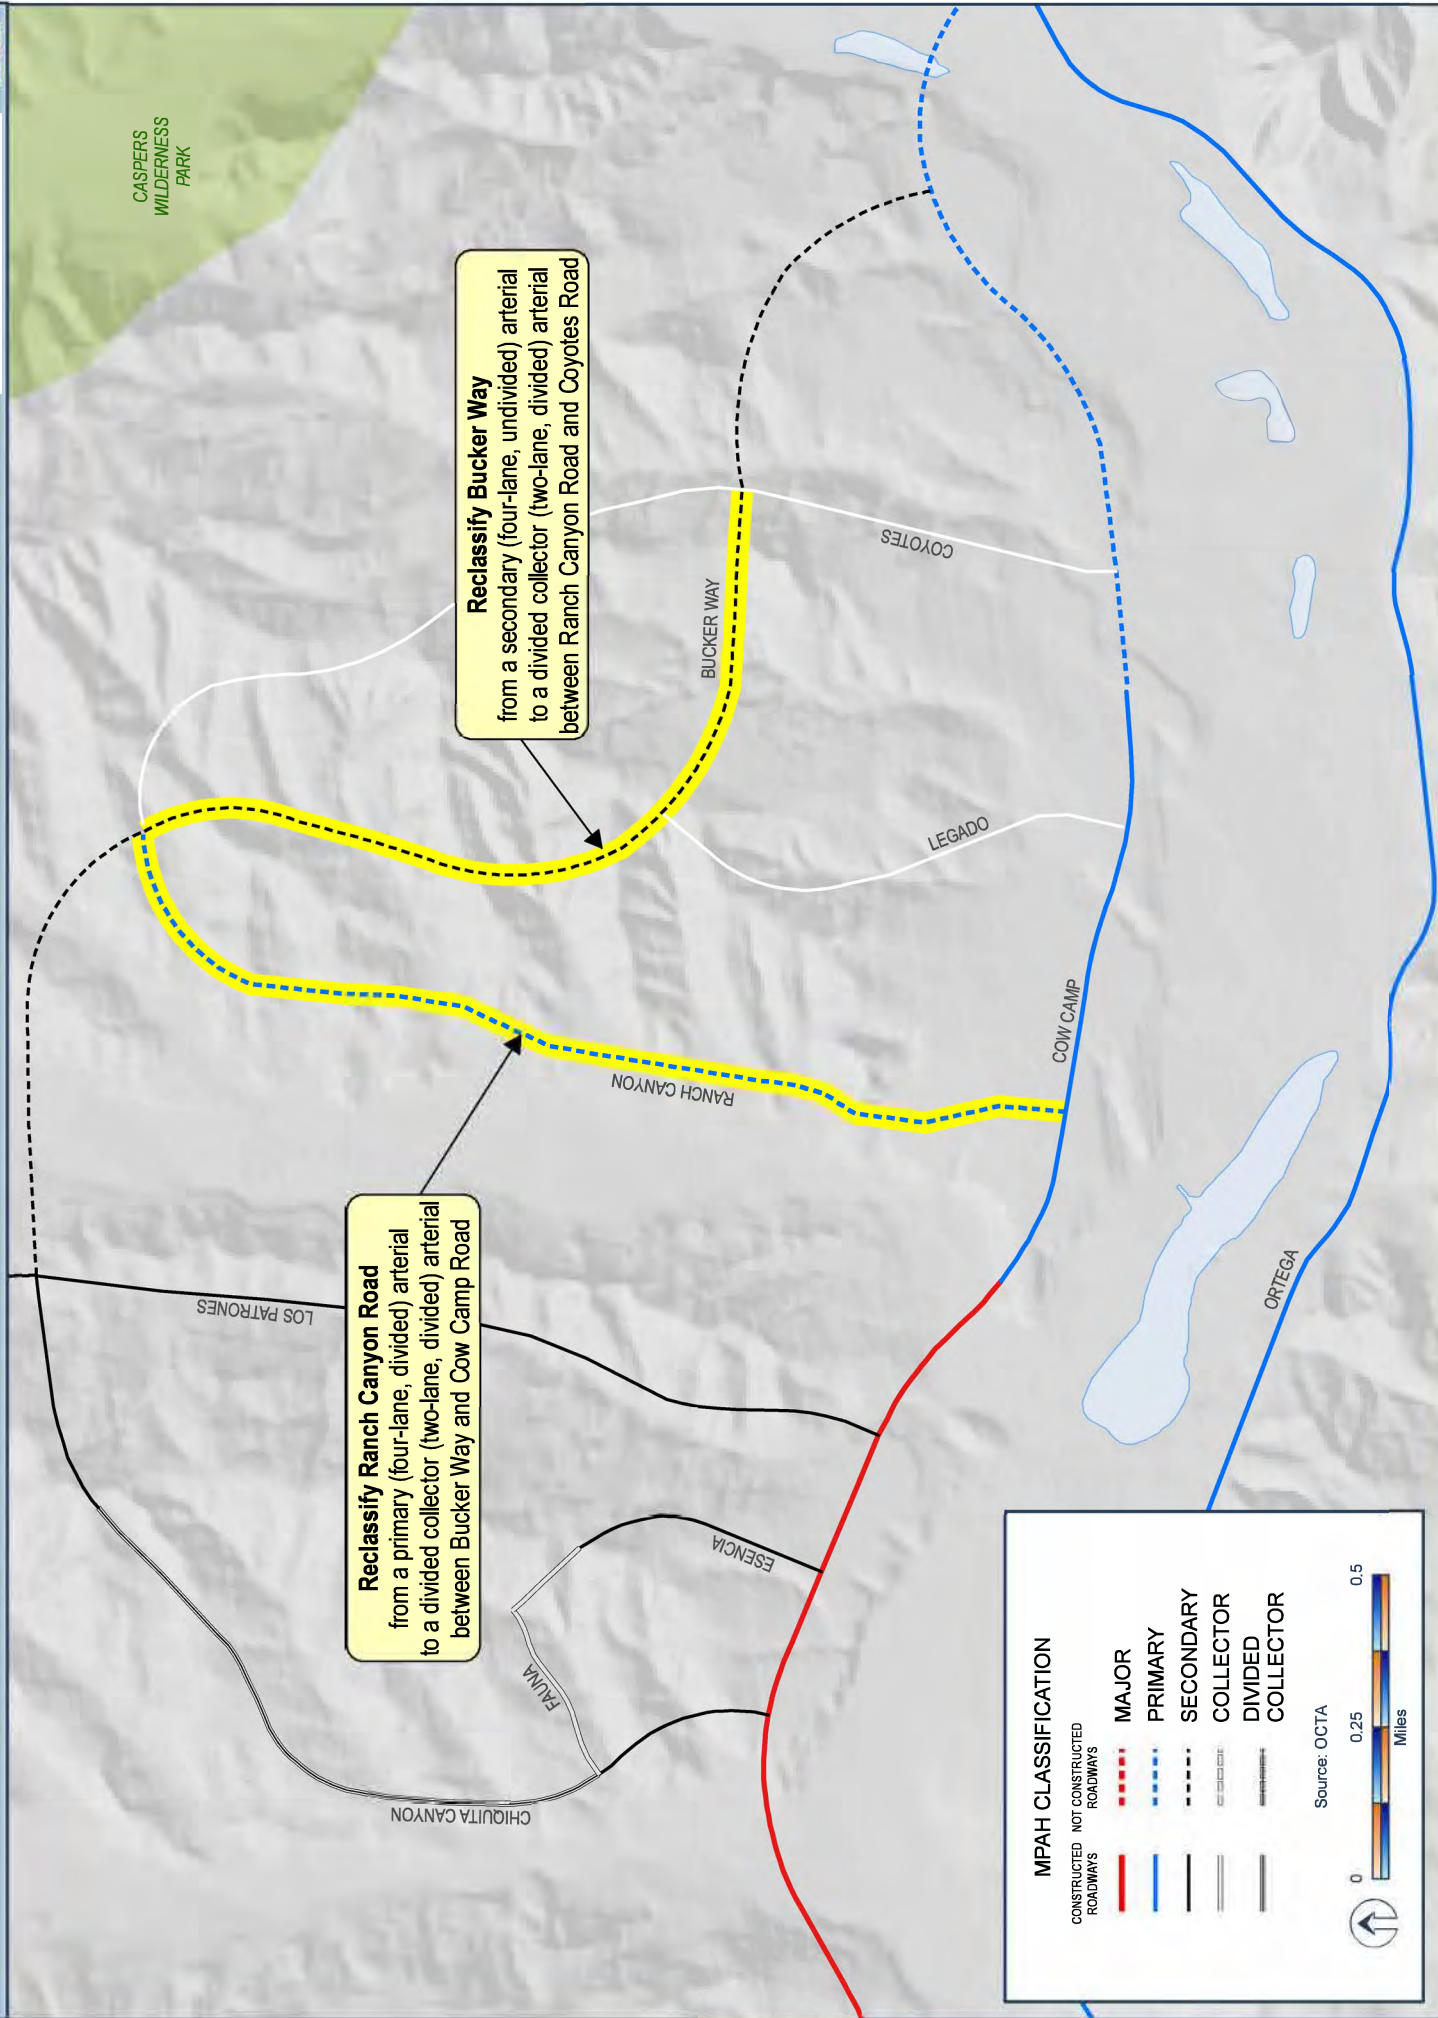 CASPERS
WILDERNESS
PARK
Reclassify Bucker Way
from a secondary (four-lane, undivided) arterial
to a divided collector (two-lane, divided) arterial
between Ranch Canyon Road and Coyotes Road
Reclassify Ranch Canyon Road
from a primary (four-lane, divided) arterial
to a divided collector (two-lane, divided) arterial
between Bucker Way and Cow Camp Road
LOS PATRONES
RANCH CANYON
BUCKER WAY
COYOTES
LEGADO
COW CAMP
ORTEGA
ESENCIA
FAUNA
CHIQUITA CANYON
MPAH CLASSIFICATION
CONSTRUCTED
ROADWAYS
NOT CONSTRUCTED
ROADWAYS
MAJOR
PRIMARY
SECONDARY
COLLECTOR
DIVIDED
COLLECTOR
Source: OCTA
0 0.25 0.5
Miles